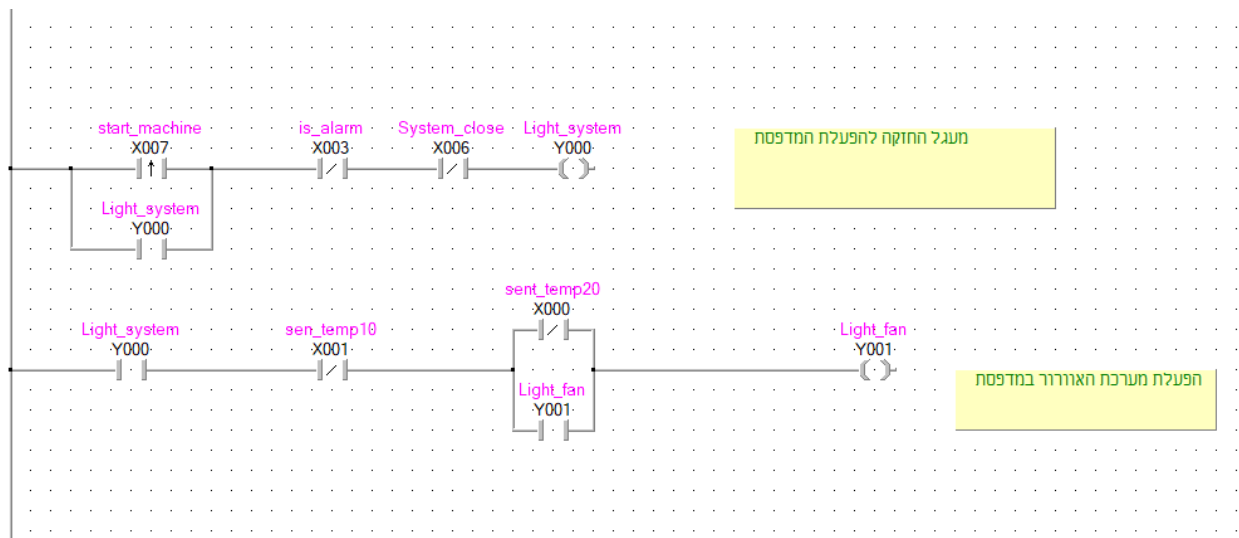 start_machine is_alarm System_close Light_system
X007 X003 X006 Y000
מעגל החזקה להפעלת המדפסת
Light_system
Y000
sent_temp20
X000
Light_system sen_temp10 Light_fan
Y000 X001 Y001
Light_fan
Y001
הפעלת מערכת האוורור במדפסת